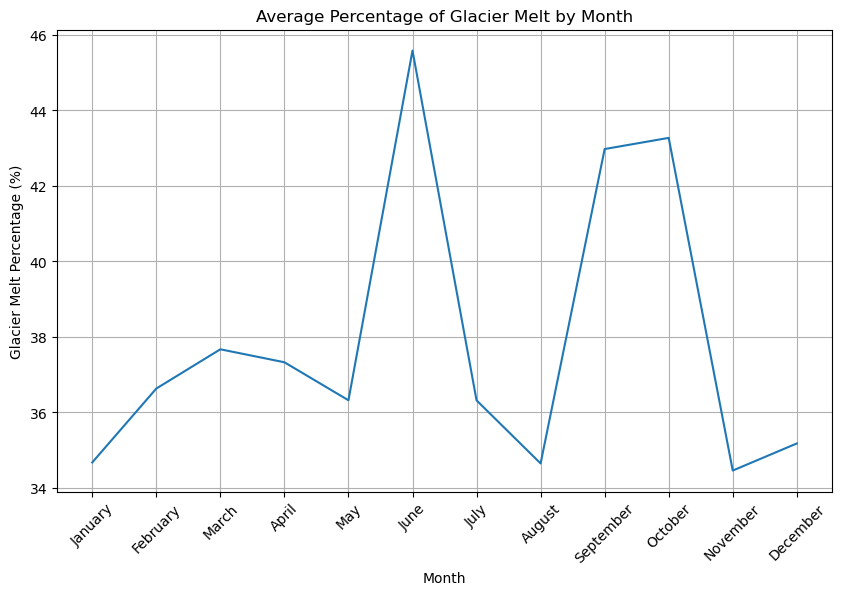 Average Percentage of Glacier Melt by Month
Glacier Melt Percentage (%)
46
44
42
40
38
36
34
January
February
March
April
May
June
July
August
September
October
November
December
Month